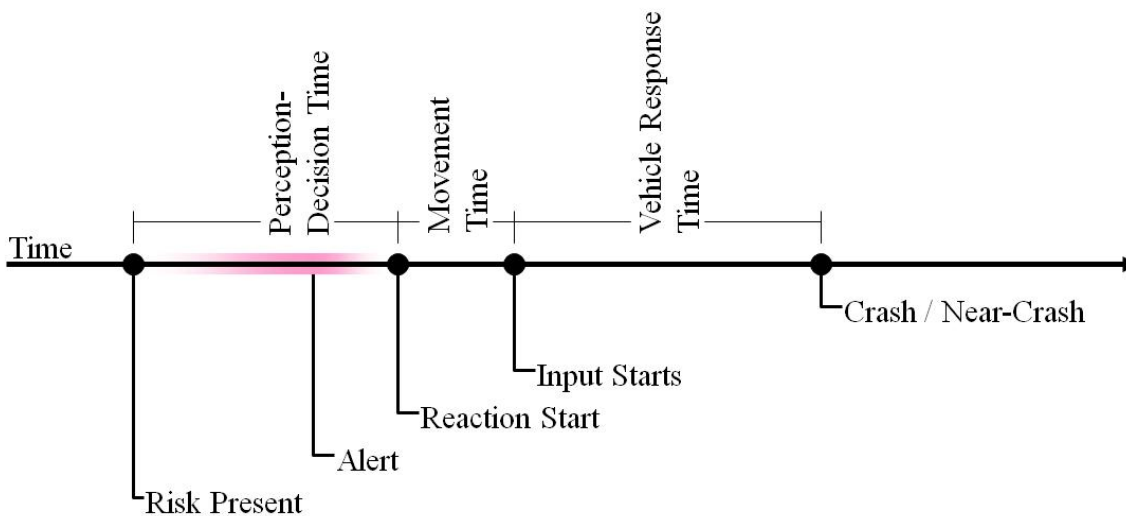 Perception-
Decision Time
Movement
Time
Vehicle Response
Time
Time
Crash / Near-Crash
Input Starts
Reaction Start
Alert
Risk Present